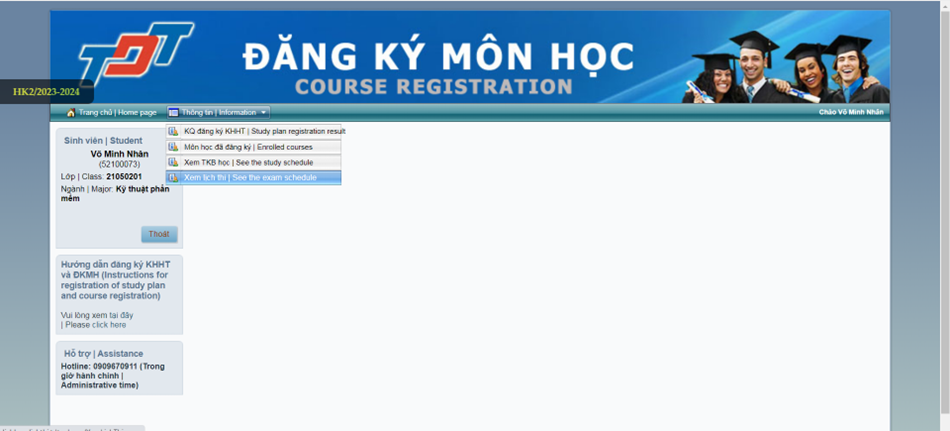 TDT
ĐĂNG KÝ MÔN HỌC
COURSE REGISTRATION
HK2/2023-2024
Trang chủ | Home page
Thông tin | Information
Chào Võ Minh Nhân
KQ đăng ký KHHT | Study plan registration result
Môn học đã đăng ký | Enrolled courses
Xem TKB học | See the study schedule
Xem lịch thi | See the exam schedule
Sinh viên | Student
Võ Minh Nhân
(52100073)
Lớp | Class: 21050201
Ngành | Major: Kỹ thuật phần
mềm
Thoát
Hướng dẫn đăng ký KHHT
và ĐKMH (Instructions for
registration of study plan
and course registration)
Vui lòng xem tại đây
| Please click here
Hỗ trợ | Assistance
Hotline: 0909670911 (Trong
giờ hành chính |
Administrative time)